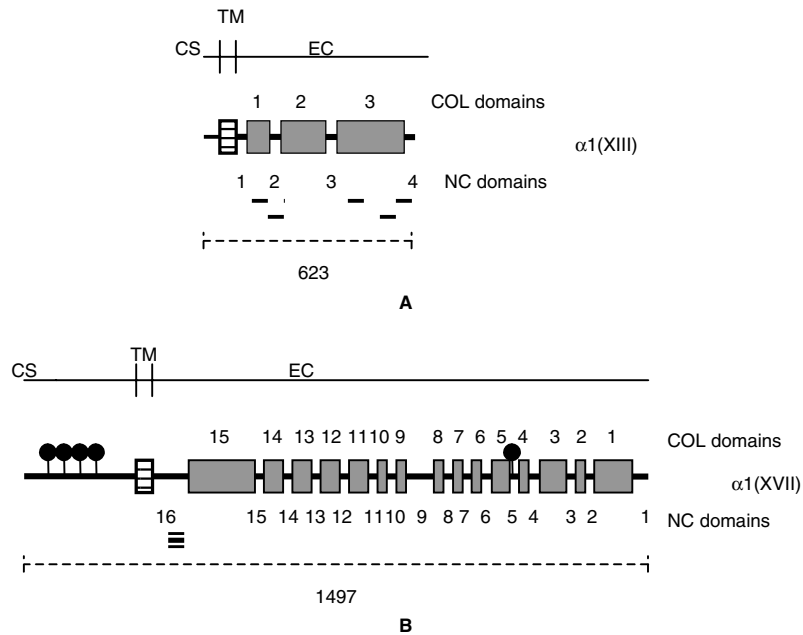 TM
CS EC
1 2 3 COL domains
α1(XIII)
1 2 3 4 NC domains
623
A
TM
CS EC
15 14 13 12 11 10 9 8 7 6 5 4 3 2 1 COL domains
α1(XVII)
16 15 14 13 12 11 10 9 8 7 6 5 4 3 2 1 NC domains
1497
B